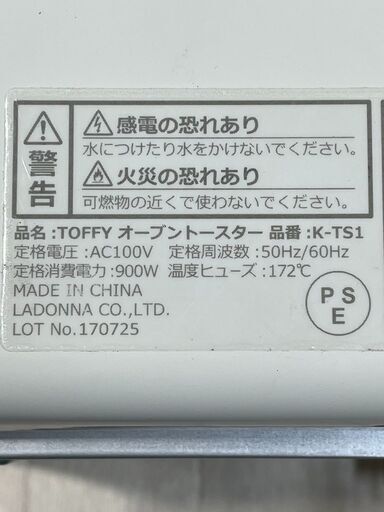 警告
感電の恐れあり
水につけたり水をかけないでください。
火災の恐れあり
可燃物の近くで使わないでください。
品名:TOFFY オーブントースター 品番:K-TS1
定格電圧:AC100V 定格周波数:50Hz/60Hz
定格消費電力:900W 温度ヒューズ:172℃
MADE IN CHINA
LADONNA CO.,LTD.
LOT No.170725
P S
E